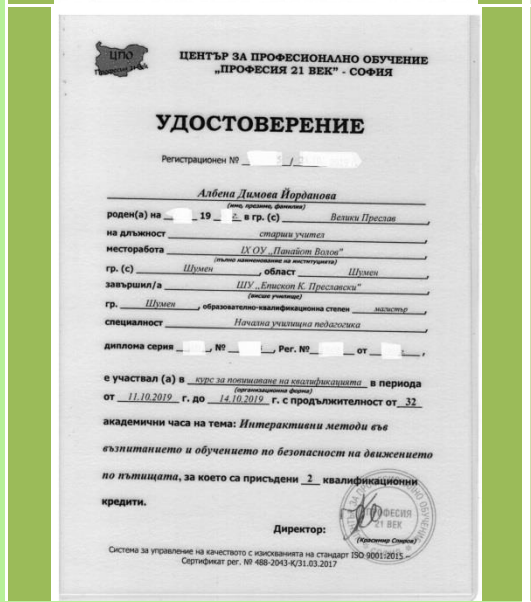 ЦПО
Професия 21 век
ЦЕНТЪР ЗА ПРОФЕСИОНАЛНО ОБУЧЕНИЕ
„ПРОФЕСИЯ 21 ВЕК" - СОФИЯ
УДОСТОВЕРЕНИЕ
Регистрационен № /
Албена Димова Йорданова
(име, презиме, фамилия)
роден(а) на 19 в гр. (с) Велики Преслав
на длъжност старши учител
месторабота IX ОУ „Панайот Волов"
(пълно наименование на институцията)
гр. (с) Шумен , област Шумен
завършил/а ШУ „Епископ К. Преславски"
(висше училище)
гр. Шумен , образователно-квалификационна степен магистър
специалност Начална училищна педагогика ,
диплома серия , № , Рег. № от ,
е участвал (а) в курс за повишаване на квалификацията в периода
(организационна форма)
от 11.10.2019 г. до 14.10.2019 г. с продължителност от 32
академични часа на тема: Интерактивни методи във
възпитанието и обучението по безопасност на движението
по пътищата, за което са присъдени 2 квалификационни
кредити.
ПРОФЕСИЯ
21 ВЕК
СОФИЯ
Директор:
(Красимир Спиров)
Система за управление на качеството с изискванията на стандарт ISO 9001:2015 –
Сертификат рег. № 488-2043-К/31.03.2017